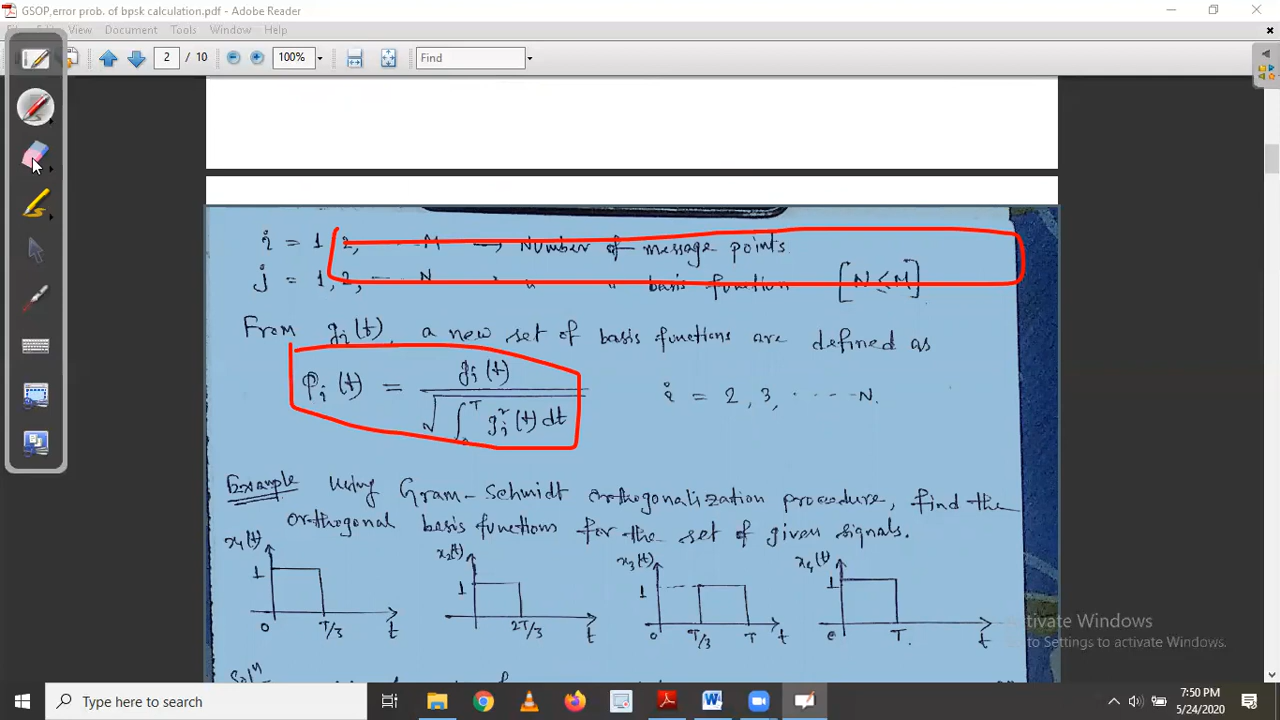 GSOP,error prob. of bpsk calculation.pdf - Adobe Reader
View Document Tools Window Help
2 / 10 100% Find
i = 1 2, ---- M → Number of message points
j = 1, 2, --- N → " " basis function [N ≤ M]
From gi(t), a new set of basis functions are defined as
φi(t) = gi(t) / √∫₀ᵀ gi²(t) dt i = 2, 3, ---- N.
Example Using Gram-Schmidt orthogonalization procedure, find the
orthogonal basis functions for the set of given signals.
x1(t) x2(t) x3(t) x4(t)
1 1 1 1
0 T/3 t 2T/3 t 0 T/3 T t 0 T t
Activate Windows
to Settings to activate Windows.
Solⁿ
Type here to search
7:50 PM
5/24/2020